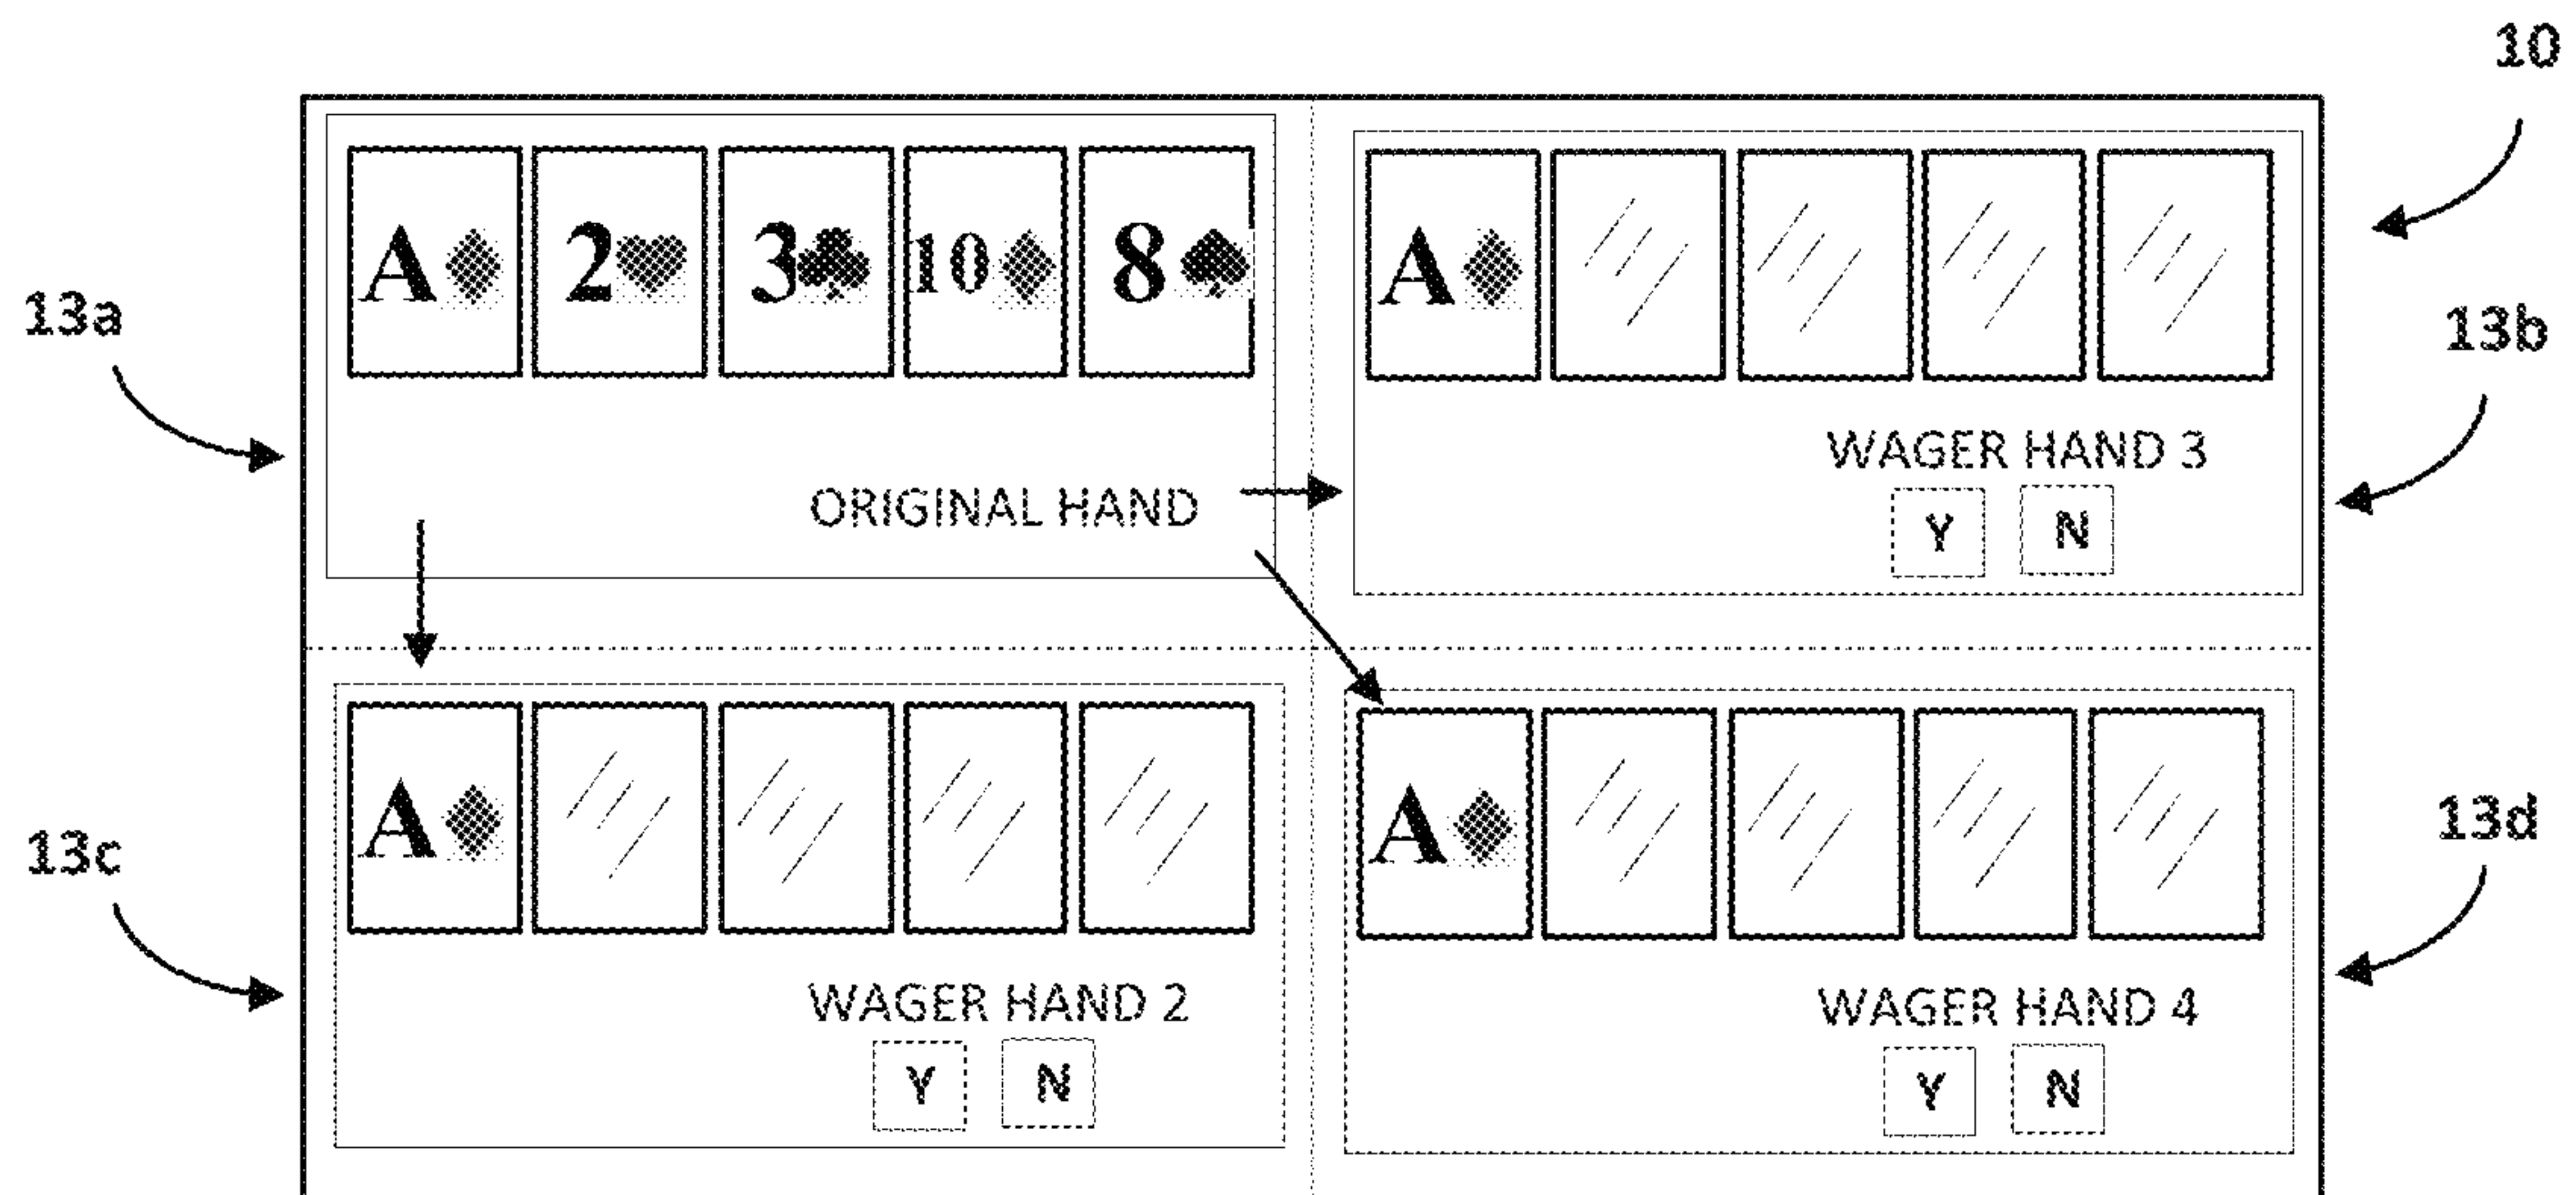 10
A 2 3 10 8
A
13a
13b
WAGER HAND 3
ORIGINAL HAND
Y N
A
A
13c
13d
WAGER HAND 2
WAGER HAND 4
Y N
Y N